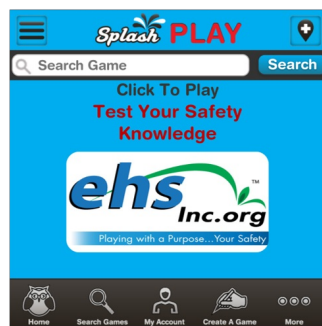 Splash PLAY
Search Game
Search
Click To Play
Test Your Safety
Knowledge
ehs
Inc.org
TM
Playing with a Purpose...Your Safety
Home
Search Games
My Account
Create A Game
More